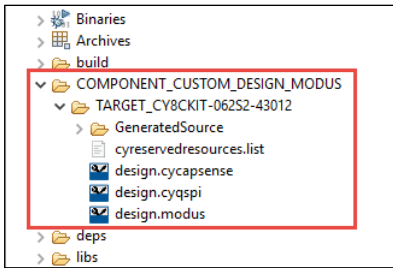 Binaries
Archives
build
COMPONENT_CUSTOM_DESIGN_MODUS
TARGET_CY8CKIT-062S2-43012
GeneratedSource
cyreservedresources.list
design.cycapsense
design.cyqspi
design.modus
deps
libs